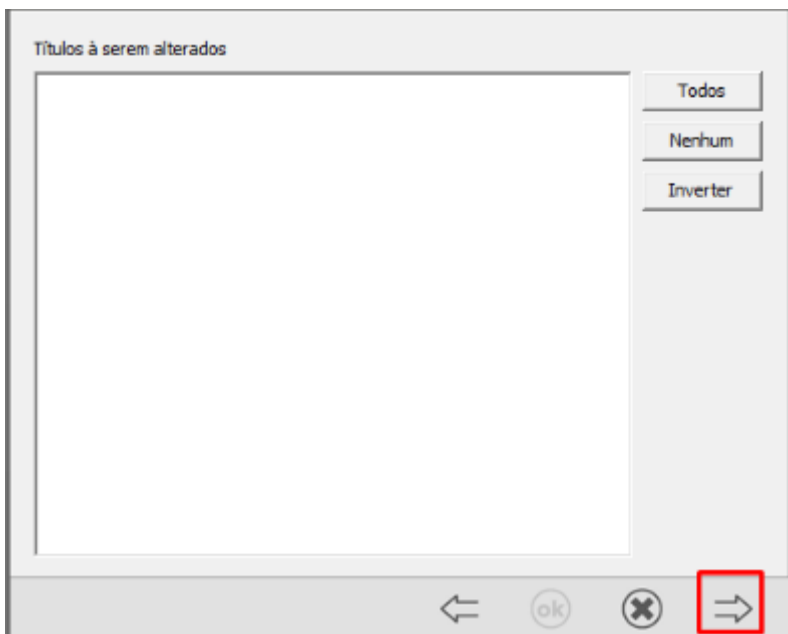 Títulos à serem alterados
Todos
Nenhum
Inverter
ok